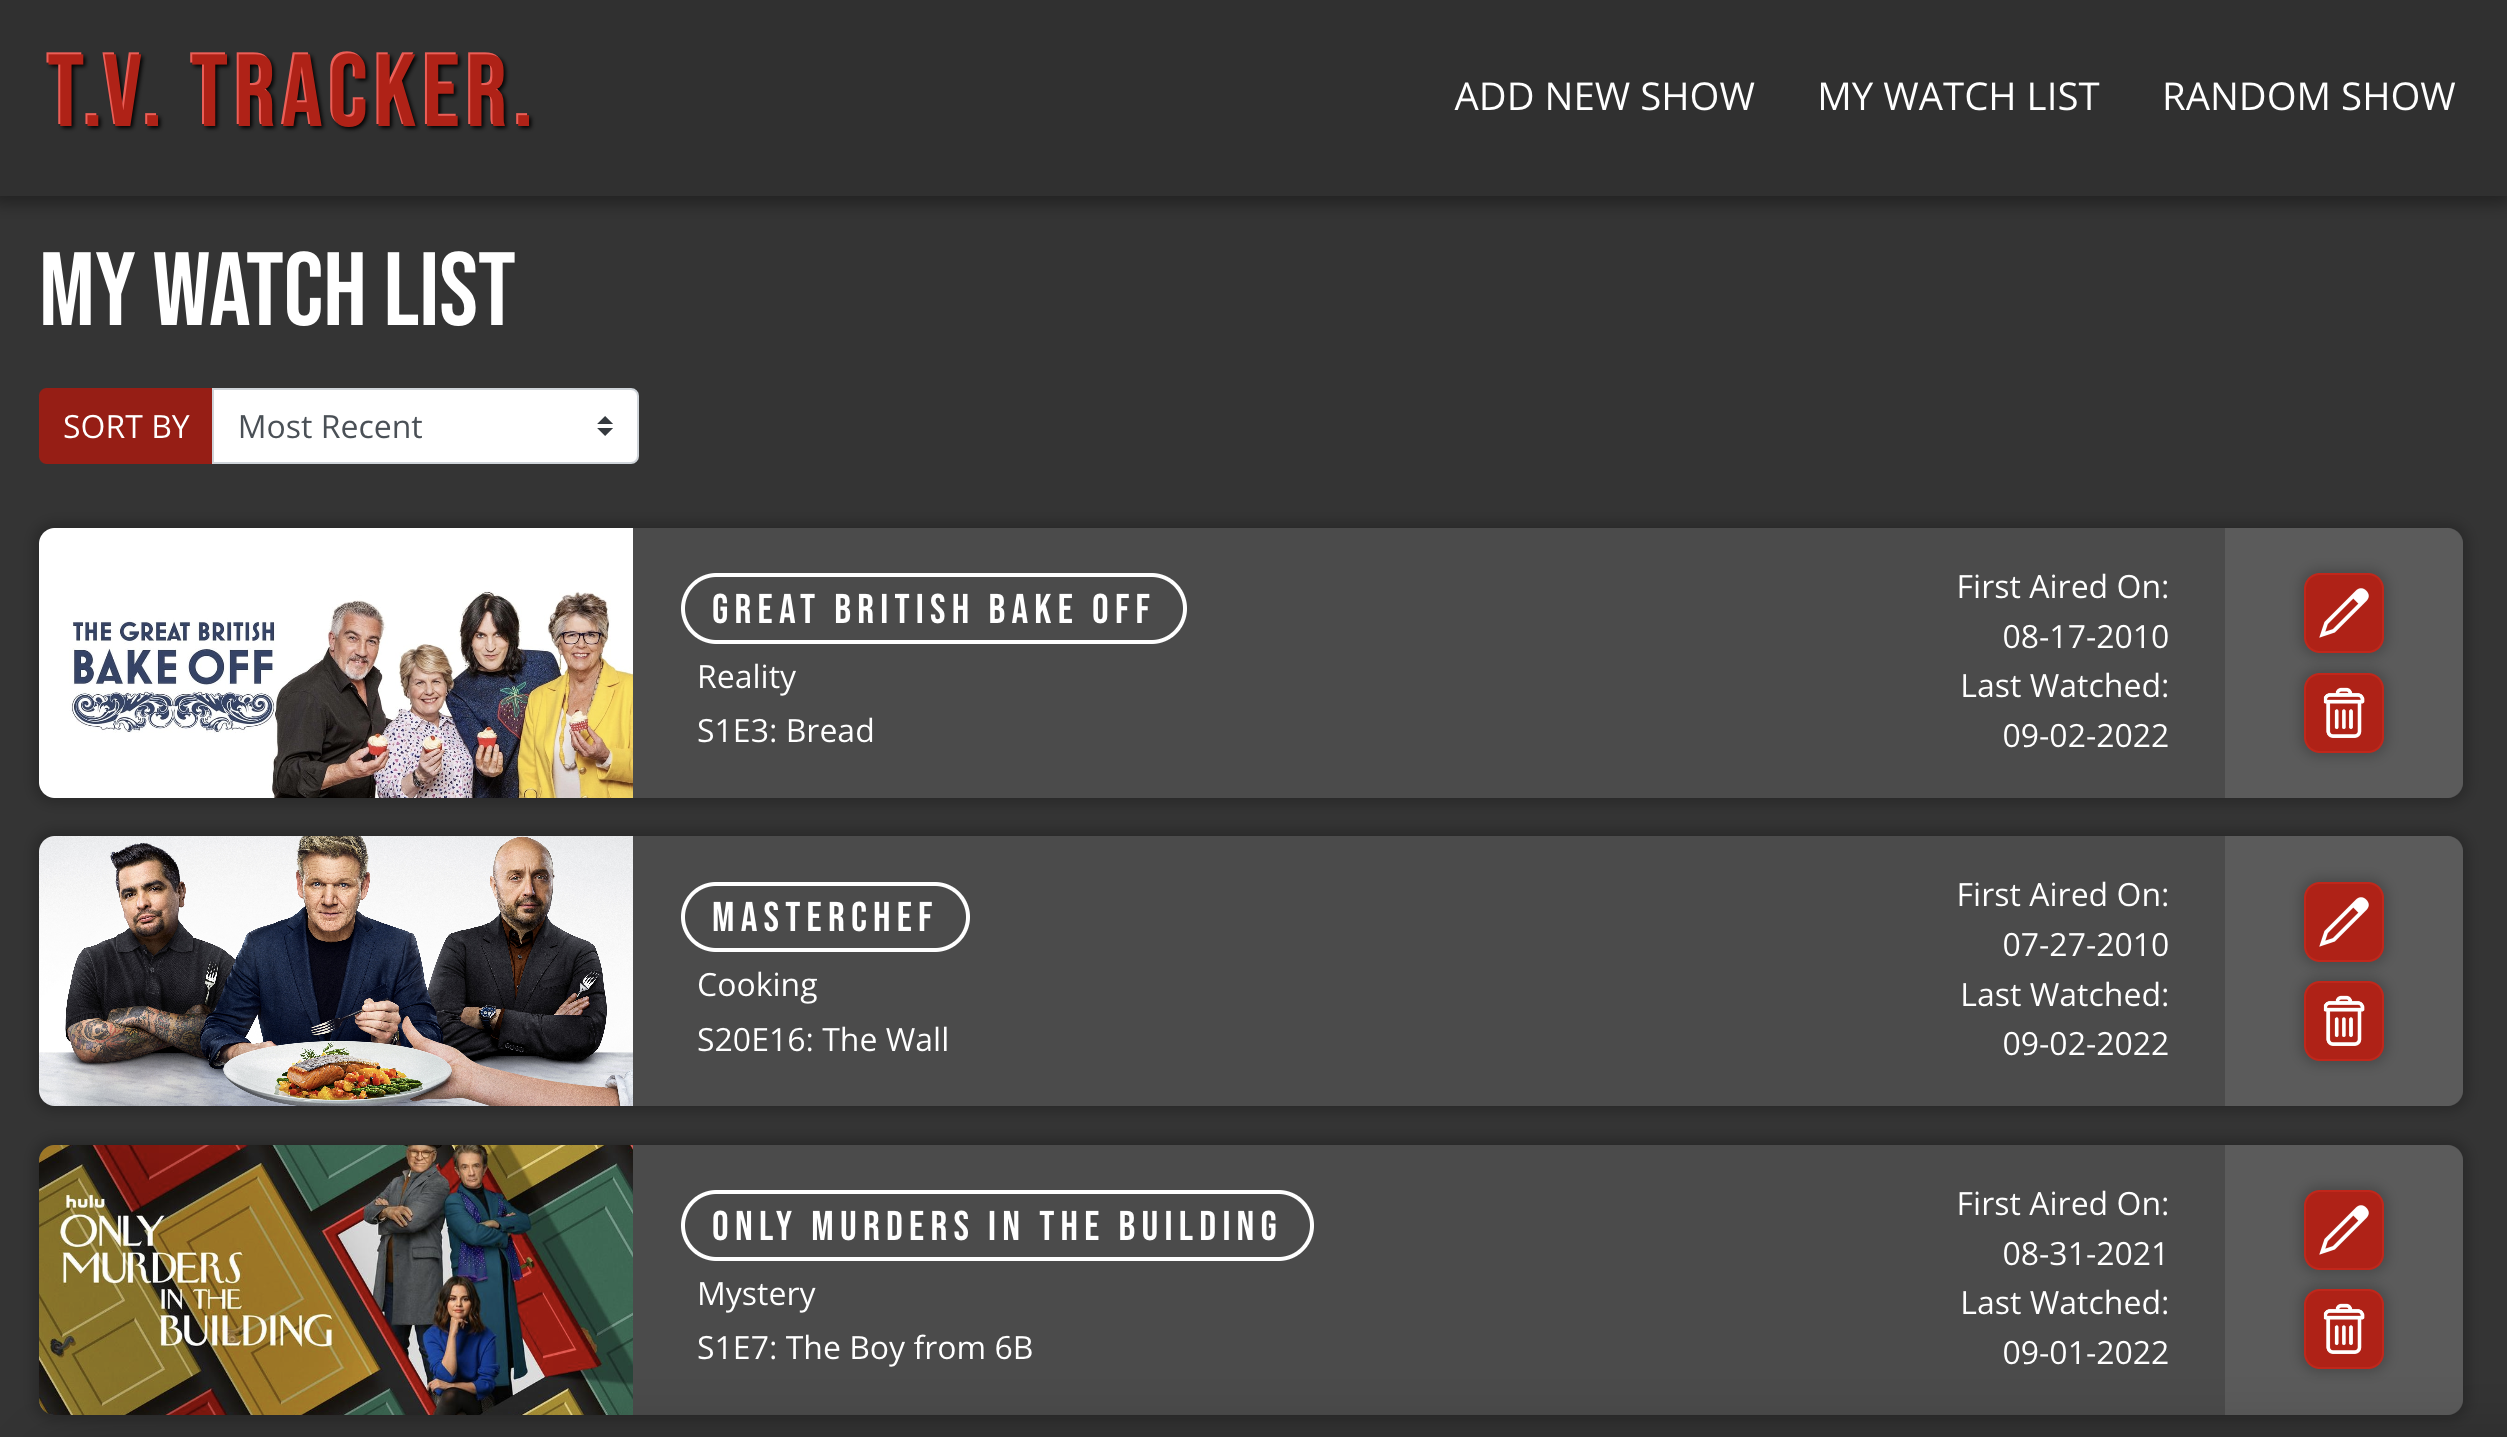 T.V. TRACKER.
ADD NEW SHOW
MY WATCH LIST
RANDOM SHOW
MY WATCH LIST
SORT BY
Most Recent
THE GREAT BRITISH
BAKE OFF
GREAT BRITISH BAKE OFF
Reality
S1E3: Bread
First Aired On:
08-17-2010
Last Watched:
09-02-2022
MASTERCHEF
Cooking
S20E16: The Wall
First Aired On:
07-27-2010
Last Watched:
09-02-2022
hulu
ONLY
MURDERS
IN THE
BUILDING
ONLY MURDERS IN THE BUILDING
Mystery
S1E7: The Boy from 6B
First Aired On:
08-31-2021
Last Watched:
09-01-2022